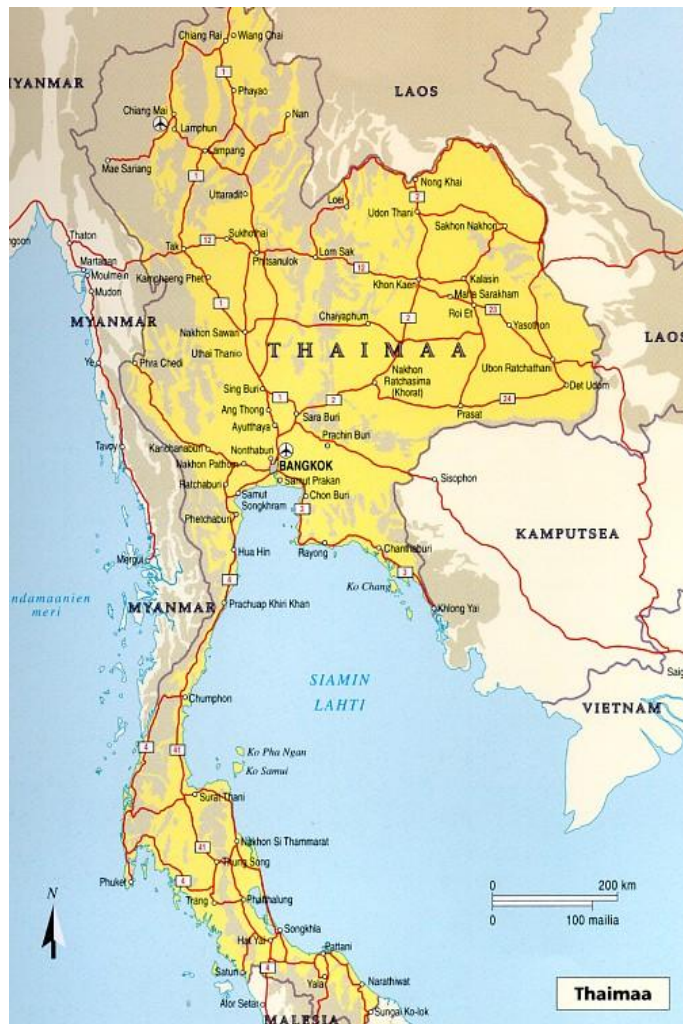 Chiang Rai
Wiang Chai
MYANMAR
1
Phayao
LAOS
Chiang Mai
Nan
Lamphun
Lampang
Mae Sariang
1
Uttaradit
Nong Khai
2
Loei
Udon Thani
Sakhon Nakhon
Thaton
Sukhothai
12
Tak
Phitsanulok
Lom Sak
12
Martaban
Moulmein
Mudon
Kamphaeng Phet
Khon Kaen
Kalasin
Maha Sarakham
1
Roi Et
23
MYANMAR
Chaiyaphum
2
Yasothon
Nakhon Sawan
LAOS
THAIMAA
Uthai Thani
Ye
Phra Chedi
Nakhon
Ratchasima
(Khorat)
Ubon Ratchathani
Det Udom
Sing Buri
1
2
24
Ang Thong
Sara Buri
Prasat
Ayutthaya
Tavoy
Kanchanaburi
Nonthaburi
Prachin Buri
Nakhon Pathom
BANGKOK
Ratchaburi
Samut Prakan
Sisophon
Samut
Songkhram
Chon Buri
Phetchaburi
3
KAMPUTSEA
Mergui
Hua Hin
Rayong
Chanthaburi
3
Ko Chang
ndamaanien
meri
MYANMAR
Prachuap Khiri Khan
Khlong Yai
SIAMIN
LAHTI
Saig
Chumphon
VIETNAM
4
41
Ko Pha Ngan
Ko Samui
Surat Thani
Nakhon Si Thammarat
41
Thung Song
Phuket
4
Phatthalung
Trang
N
0
200 km
0
100 mailia
Songkhla
Hat Yai
Pattani
Satun
4
Yala
Narathiwat
Thaimaa
Alor Setar
Sungai Ko-lok
MALESIA